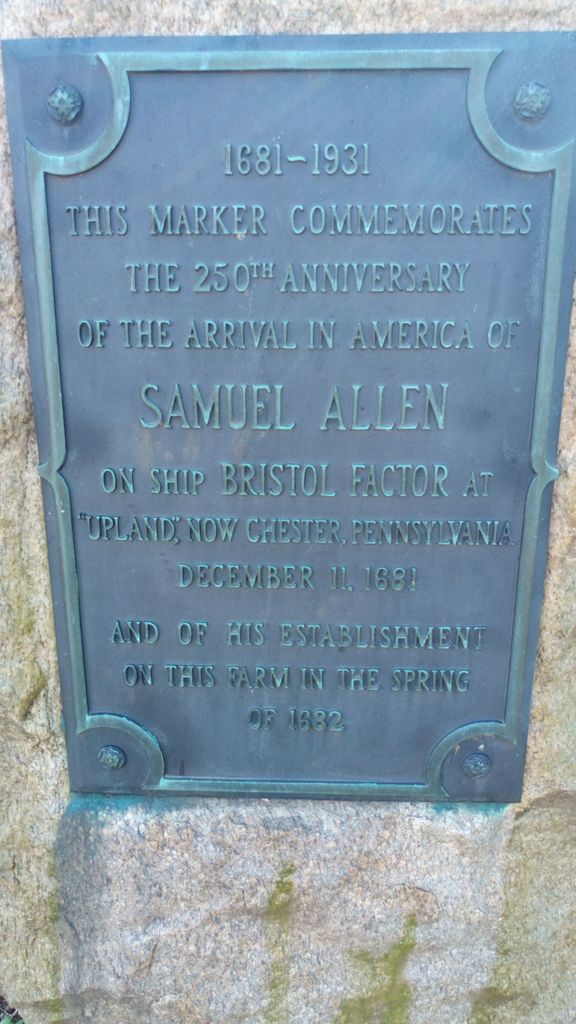 1681~1931
THIS MARKER COMMEMORATES
THE 250TH ANNIVERSARY
OF THE ARRIVAL IN AMERICA OF
SAMUEL ALLEN
ON SHIP BRISTOL FACTOR AT
"UPLAND", NOW CHESTER, PENNSYLVANIA
DECEMBER 11, 1681
AND OF HIS ESTABLISHMENT
ON THIS FARM IN THE SPRING
OF 1682